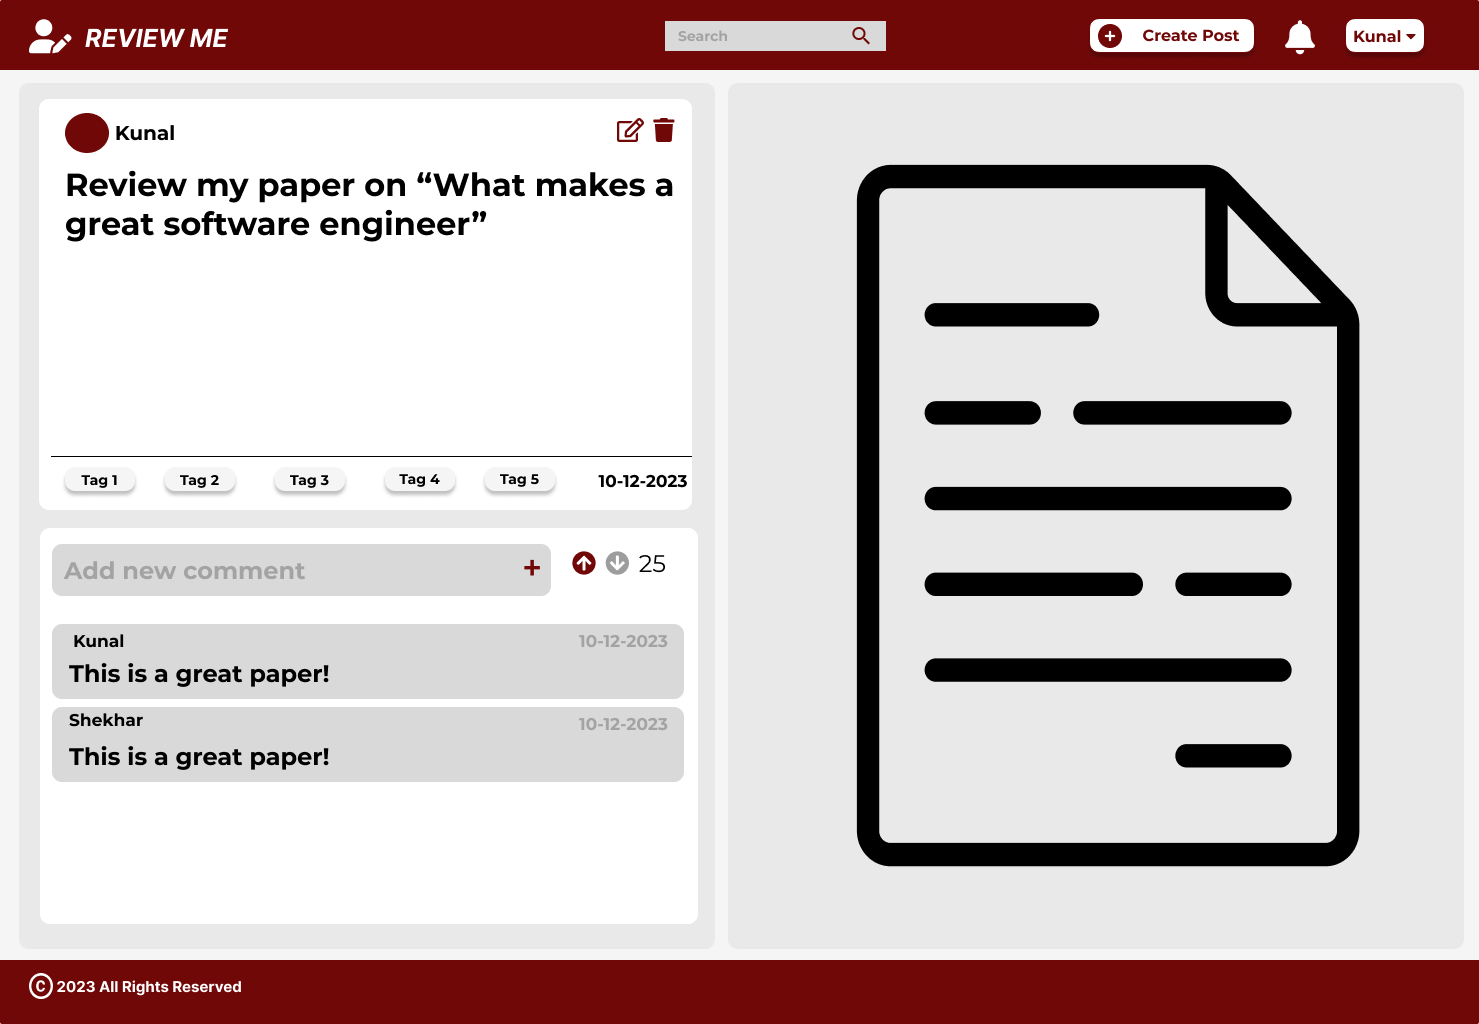 REVIEW ME
Search
Create Post
Kunal
Kunal
Review my paper on “What makes a
great software engineer”
Tag 1 Tag 2 Tag 3 Tag 4 Tag 5 10-12-2023
Add new comment + 25
Kunal 10-12-2023
This is a great paper!
Shekhar 10-12-2023
This is a great paper!
© 2023 All Rights Reserved